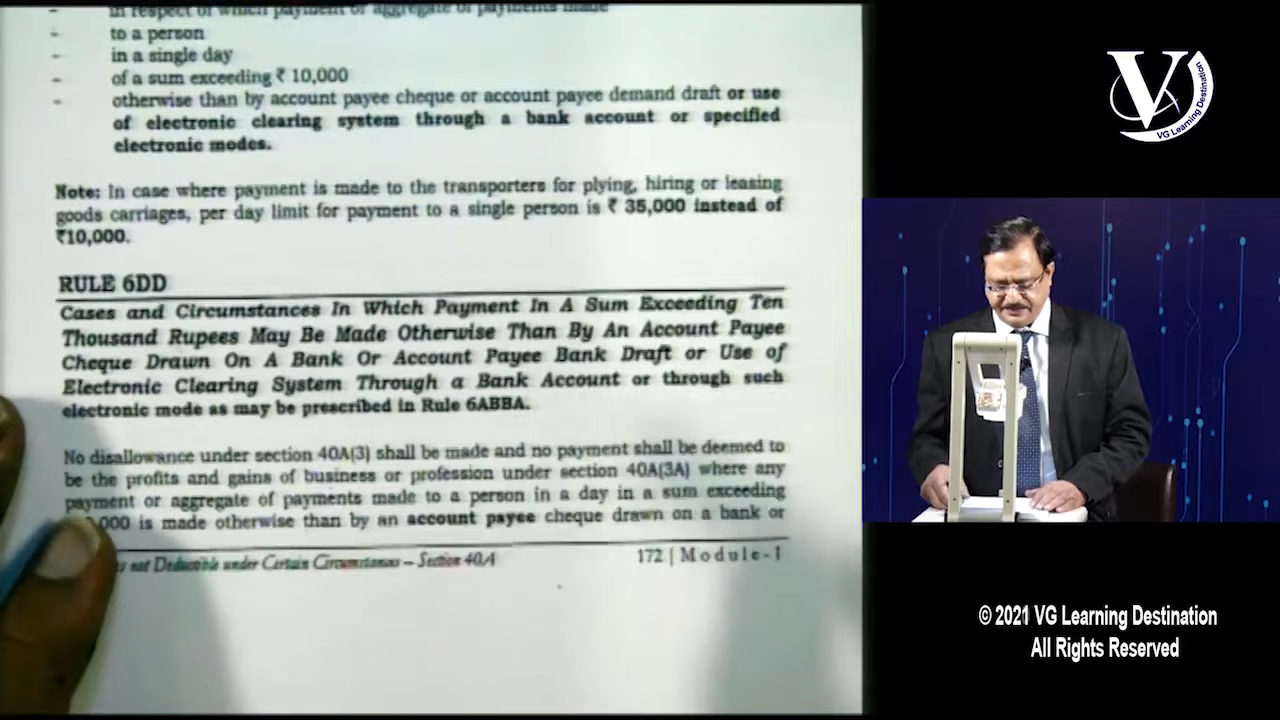 - in respect of which payment or aggregate of payments made
- to a person
- in a single day
- of a sum exceeding ₹ 10,000
- otherwise than by account payee cheque or account payee demand draft or use
of electronic clearing system through a bank account or specified
electronic modes.
Note: In case where payment is made to the transporters for plying, hiring or leasing
goods carriages, per day limit for payment to a single person is ₹ 35,000 instead of
₹10,000.
RULE 6DD
Cases and Circumstances In Which Payment In A Sum Exceeding Ten
Thousand Rupees May Be Made Otherwise Than By An Account Payee
Cheque Drawn On A Bank Or Account Payee Bank Draft or Use of
Electronic Clearing System Through a Bank Account or through such
electronic mode as may be prescribed in Rule 6ABBA.
No disallowance under section 40A(3) shall be made and no payment shall be deemed to
be the profits and gains of business or profession under section 40A(3A) where any
payment or aggregate of payments made to a person in a day in a sum exceeding
,000 is made otherwise than by an account payee cheque drawn on a bank or
not Deductible under Certain Circumstances – Section 40A
172 | Module-I
V
VG Learning Destination
© 2021 VG Learning Destination
All Rights Reserved